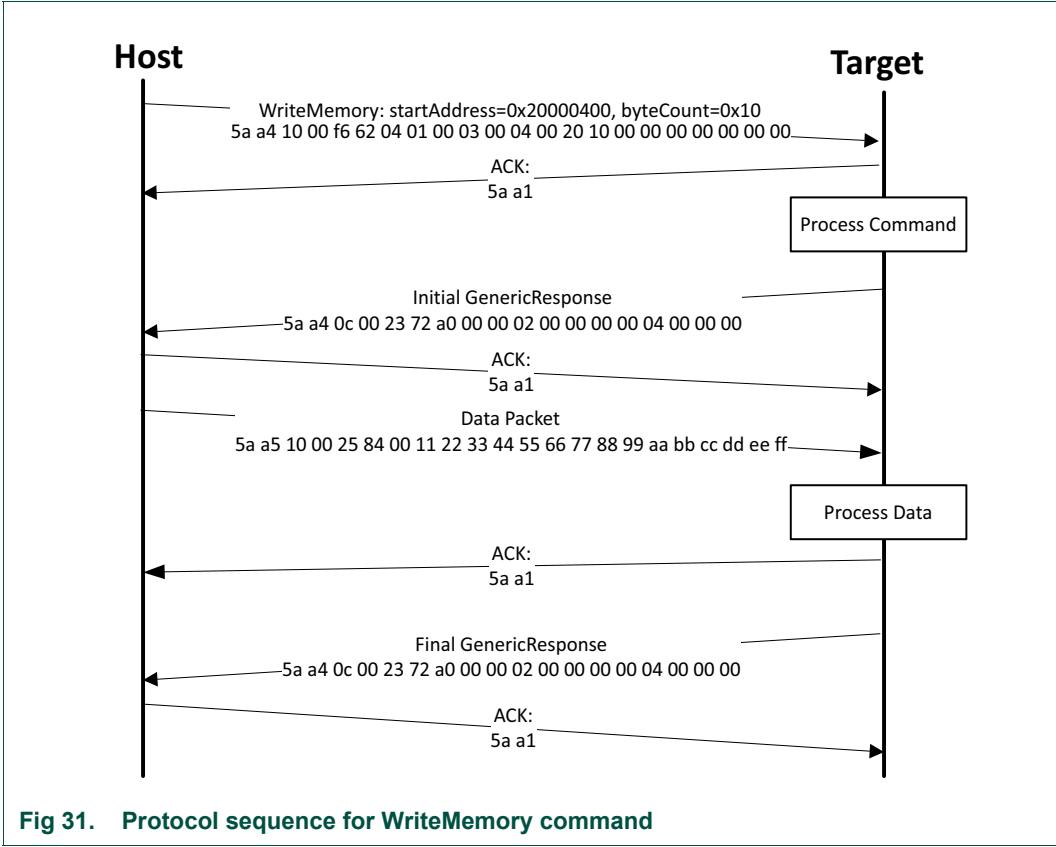 Host
Target
WriteMemory: startAddress=0x20000400, byteCount=0x10
5a a4 10 00 f6 62 04 01 00 03 00 04 00 20 10 00 00 00 00 00 00 00
ACK:
5a a1
Process Command
Initial GenericResponse
5a a4 0c 00 23 72 a0 00 00 02 00 00 00 00 04 00 00 00
ACK:
5a a1
Data Packet
5a a5 10 00 25 84 00 11 22 33 44 55 66 77 88 99 aa bb cc dd ee ff
Process Data
ACK:
5a a1
Final GenericResponse
5a a4 0c 00 23 72 a0 00 00 02 00 00 00 00 04 00 00 00
ACK:
5a a1
Fig 31. Protocol sequence for WriteMemory command